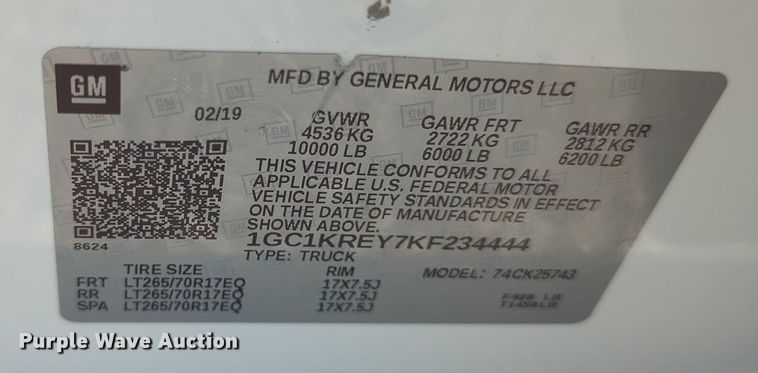 GM
MFD BY GENERAL MOTORS LLC
02/19
GVWR
4536 KG
10000 LB
GAWR FRT
2722 KG
6000 LB
GAWR RR
2812 KG
6200 LB
THIS VEHICLE CONFORMS TO ALL
APPLICABLE U.S. FEDERAL MOTOR
VEHICLE SAFETY STANDARDS IN EFFECT
ON THE DATE OF MANUFACTURE
SHOWN ABOVE.
8624
1GC1KREY7KF234444
TYPE: TRUCK
TIRE SIZE RIM MODEL: 74CK25743
FRT LT265/70R17EQ 17X7.5J
RR LT265/70R17EQ 17X7.5J F928 LB
SPA LT265/70R17EQ 17X7.5J T1459LB
Purple Wave Auction